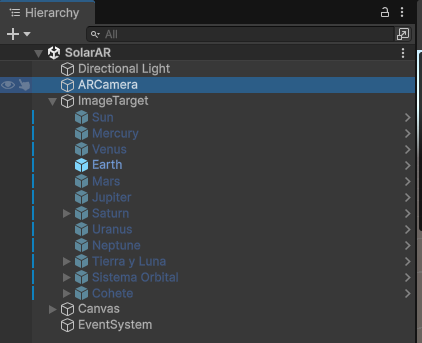 Hierarchy
All
SolarAR
Directional Light
ARCamera
ImageTarget
Sun
Mercury
Venus
Earth
Mars
Jupiter
Saturn
Uranus
Neptune
Tierra y Luna
Sistema Orbital
Cohete
Canvas
EventSystem